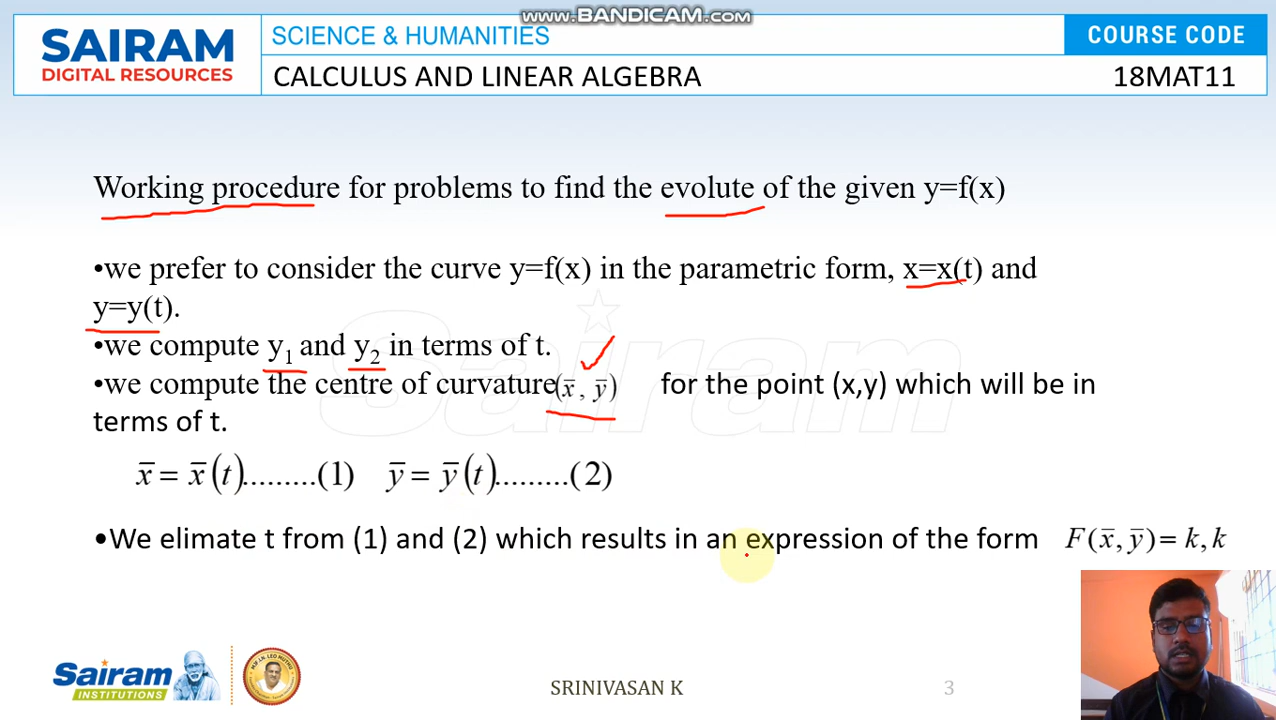 www.BANDICAM.com
SAIRAM
DIGITAL RESOURCES
SCIENCE & HUMANITIES
COURSE CODE
CALCULUS AND LINEAR ALGEBRA
18MAT11
Working procedure for problems to find the evolute of the given y=f(x)
•we prefer to consider the curve y=f(x) in the parametric form, x=x(t) and
y=y(t).
•we compute y₁ and y₂ in terms of t.
•we compute the centre of curvature(x̅, y̅) for the point (x,y) which will be in
terms of t.
x̅ = x̅(t).........(1) y̅ = y̅(t).........(2)
•We elimate t from (1) and (2) which results in an expression of the form F(x̅, y̅)= k, k
Sairam
Sairam
INSTITUTIONS
SRINIVASAN K
3